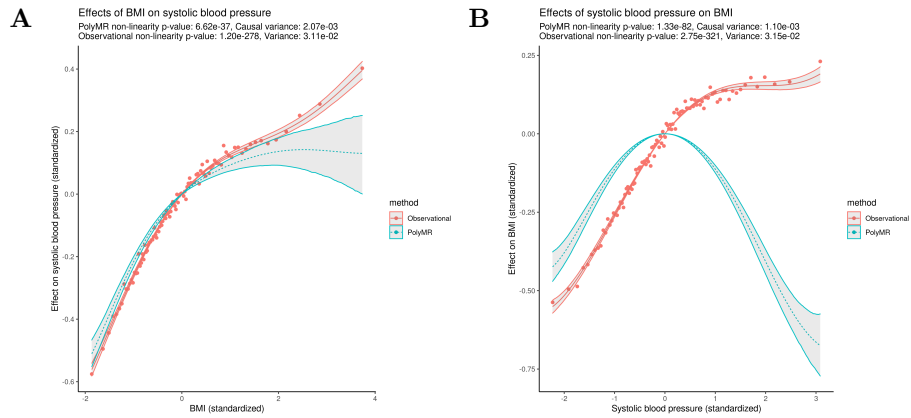 A
Effects of BMI on systolic blood pressure
PolyMR non-linearity p-value: 6.62e-37, Causal variance: 2.07e-03
Observational non-linearity p-value: 1.20e-278, Variance: 3.11e-02
Effect on systolic blood pressure (standardized)
0.4
0.2
0.0
-0.2
-0.4
-0.6
-2
0
2
4
BMI (standardized)
method
Observational
PolyMR
B
Effects of systolic blood pressure on BMI
PolyMR non-linearity p-value: 1.33e-82, Causal variance: 1.10e-03
Observational non-linearity p-value: 2.75e-321, Variance: 3.15e-02
Effect on BMI (standardized)
0.25
0.00
-0.25
-0.50
-0.75
-2
-1
0
1
2
3
Systolic blood pressure (standardized)
method
Observational
PolyMR